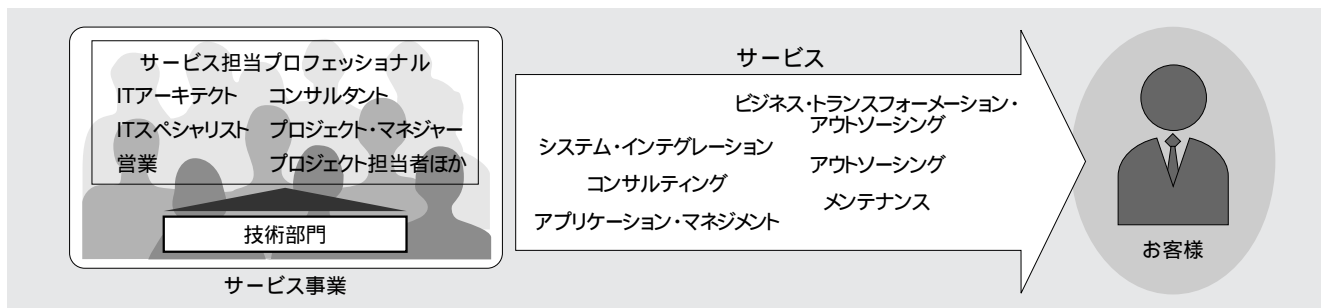 サービス担当プロフェッショナル
ITアーキテクト コンサルタント
ITスペシャリスト プロジェクト・マネジャー
営業 プロジェクト担当者ほか
技術部門
サービス事業
サービス
ビジネス・トランスフォーメーション・
アウトソーシング
システム・インテグレーション
アウトソーシング
コンサルティング
メンテナンス
アプリケーション・マネジメント
お客様